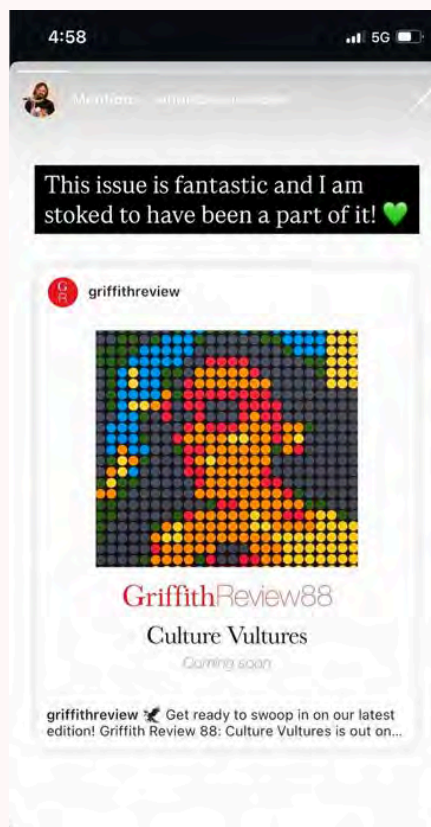 4:58
5G
This issue is fantastic and I am
stoked to have been a part of it! 💚
G
R
griffithreview
GriffithReview88
Culture Vultures
Coming soon
griffithreview 🦅 Get ready to swoop in on our latest
edition! Griffith Review 88: Culture Vultures is out on...